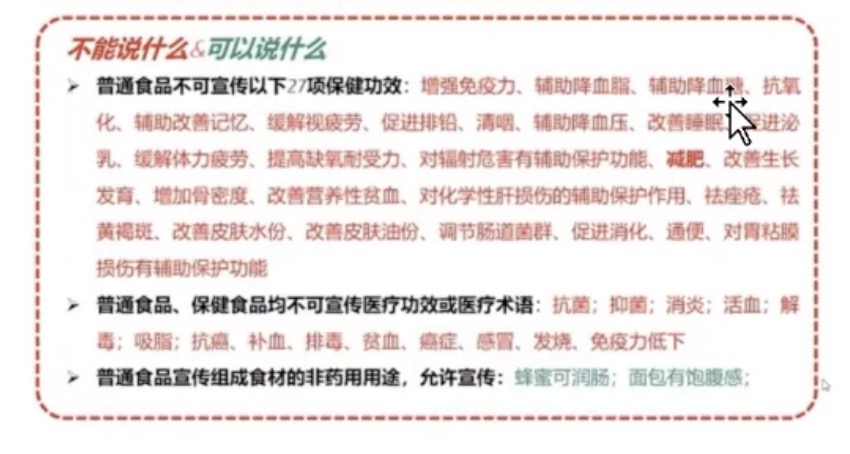 不能说什么&可以说什么
➢ 普通食品不可宣传以下27项保健功效：增强免疫力、辅助降血脂、辅助降血糖、抗氧
化、辅助改善记忆、缓解视疲劳、促进排铅、清咽、辅助降血压、改善睡眠、促进泌
乳、缓解体力疲劳、提高缺氧耐受力、对辐射危害有辅助保护功能、减肥、改善生长
发育、增加骨密度、改善营养性贫血、对化学性肝损伤的辅助保护作用、祛痤疮、祛
黄褐斑、改善皮肤水份、改善皮肤油份、调节肠道菌群、促进消化、通便、对胃粘膜
损伤有辅助保护功能
➢ 普通食品、保健食品均不可宣传医疗功效或医疗术语：抗菌；抑菌；消炎；活血；解
毒；吸脂；抗癌、补血、排毒、贫血、癌症、感冒、发烧、免疫力低下
➢ 普通食品宣传组成食材的非药用用途，允许宣传：蜂蜜可润肠；面包有饱腹感；